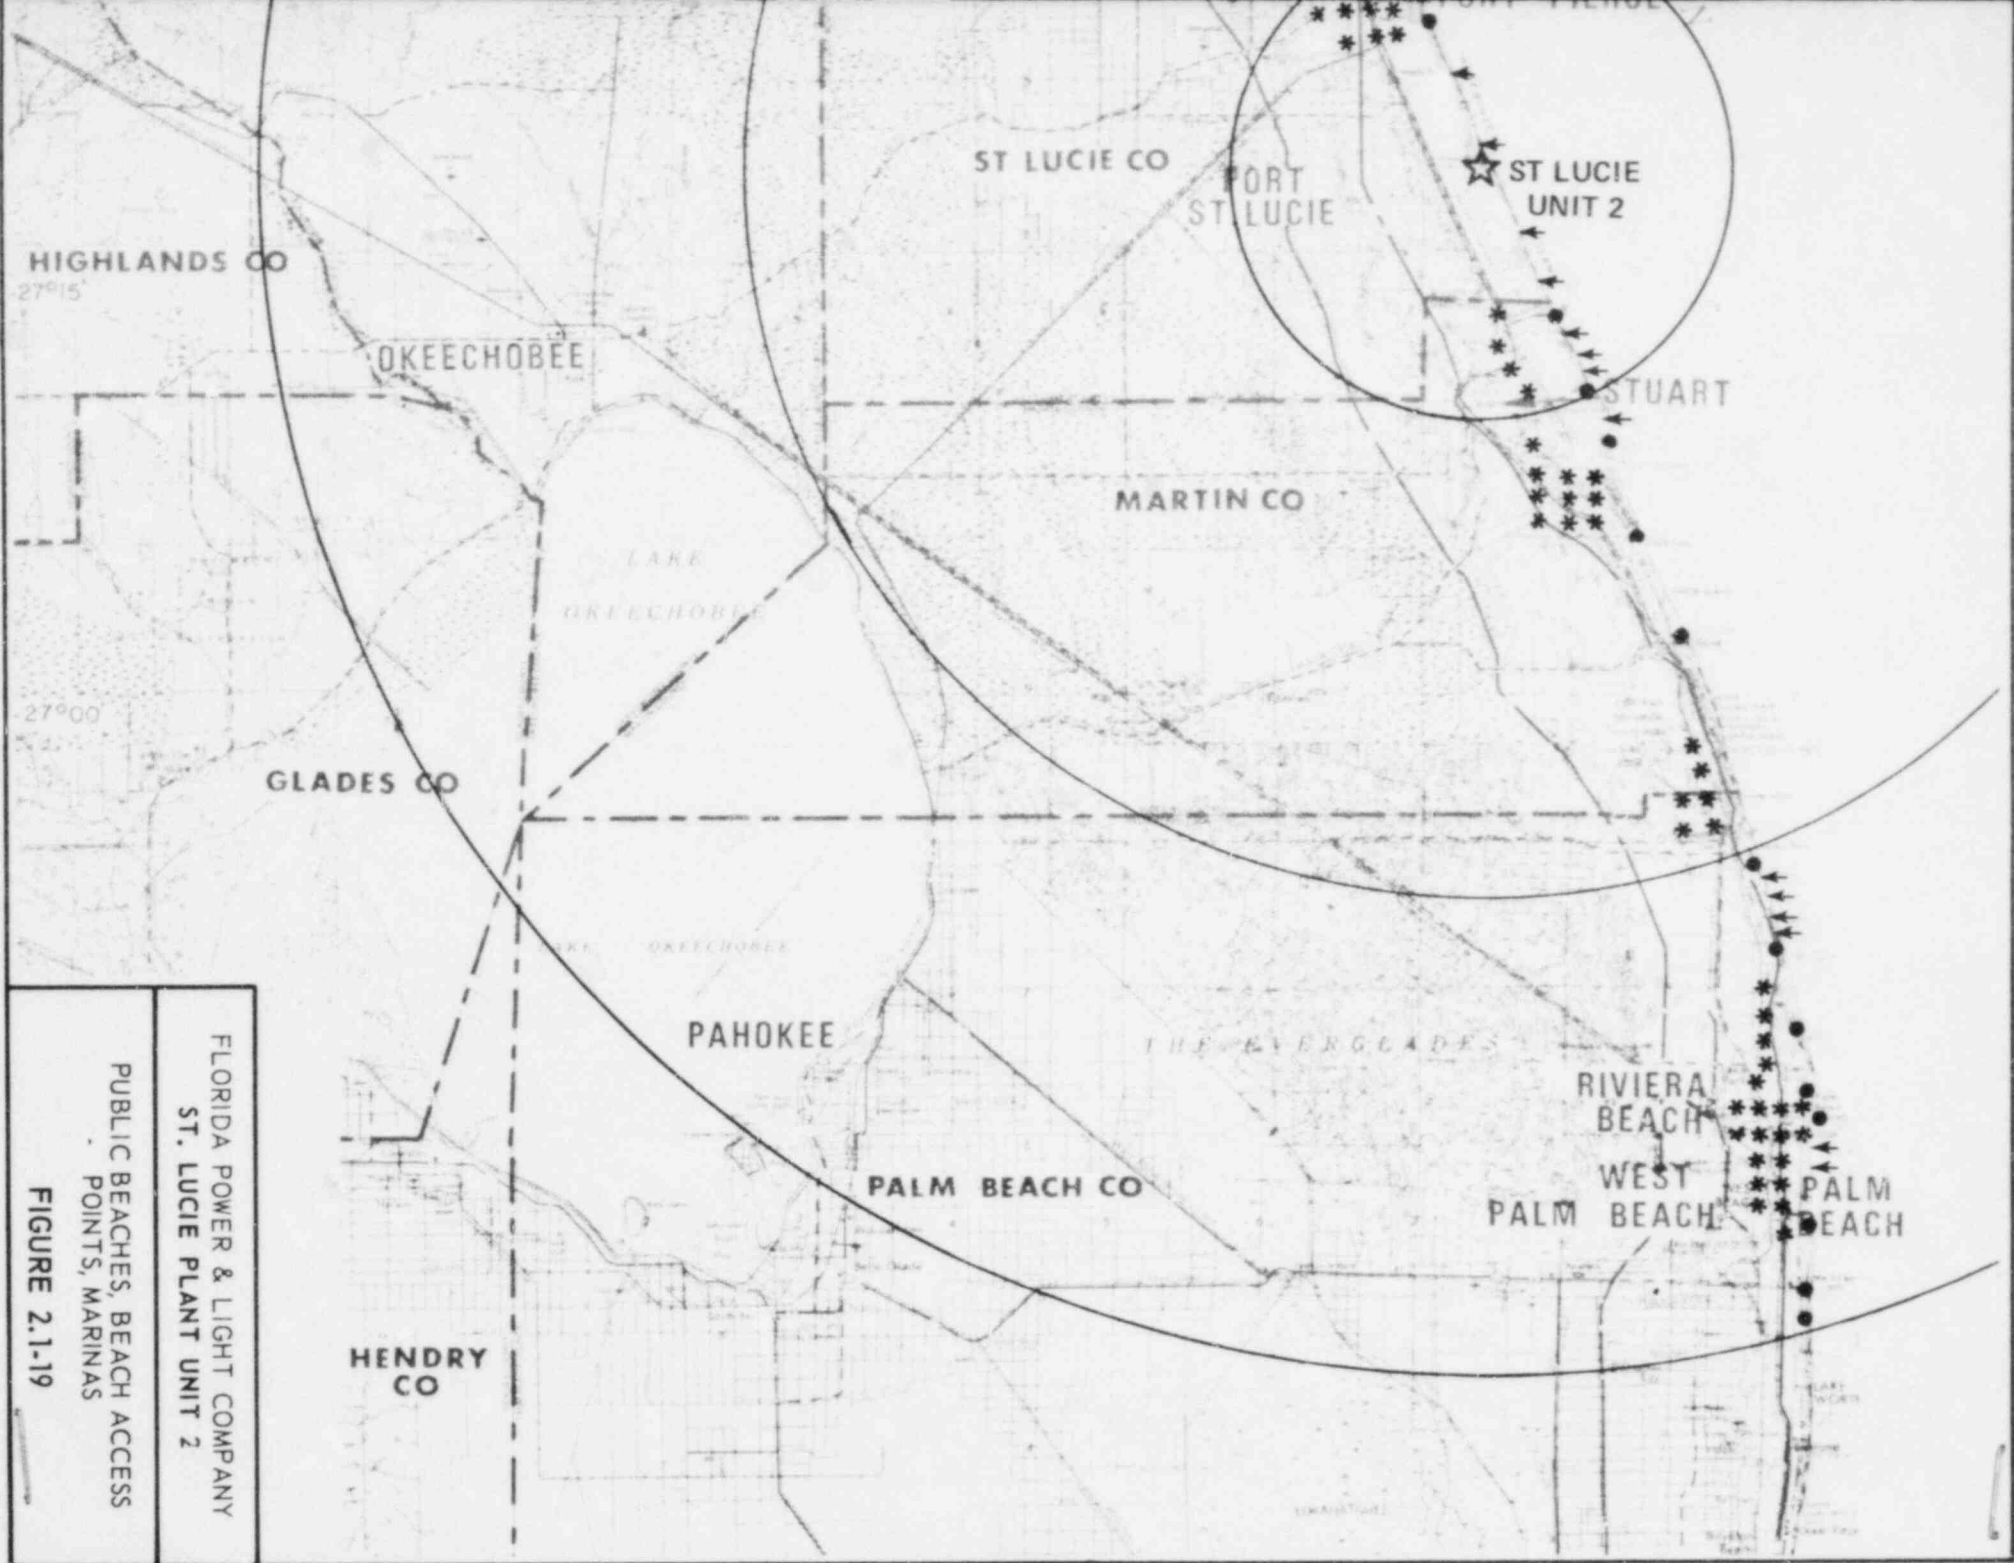 ST LUCIE CO
PORT
ST. LUCIE
ST LUCIE
UNIT 2
HIGHLANDS CO
27°15'
OKEECHOBEE
STUART
MARTIN CO
LAKE
OKEECHOBEE
27°00'
GLADES CO
OKEECHOBEE
PAHOKEE
THE EVERGLADES
RIVIERA
BEACH
WEST
PALM BEACH
PALM
BEACH
PALM BEACH CO
HENDRY
CO
FLORIDA POWER & LIGHT COMPANY
ST. LUCIE PLANT UNIT 2
PUBLIC BEACHES, BEACH ACCESS
POINTS, MARINAS
FIGURE 2.1-19